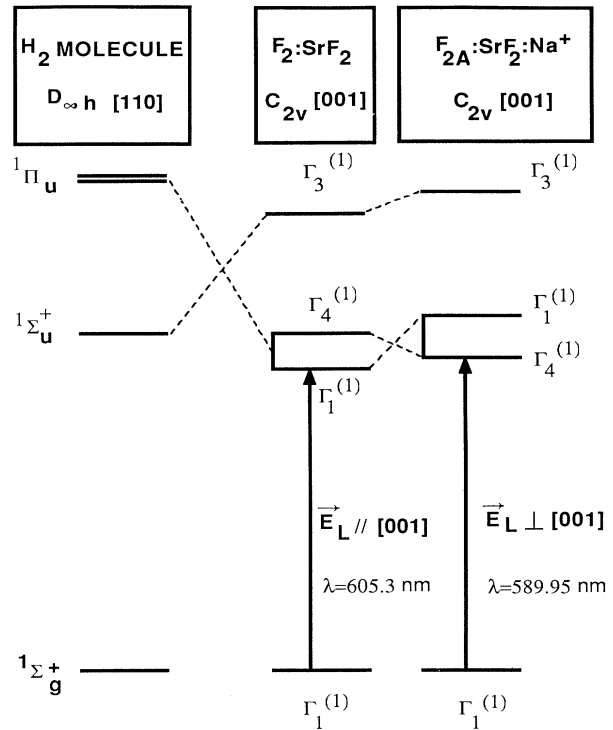 H₂ MOLECULE
D∞h [110]
F₂:SrF₂
C₂ᵥ [001]
F₂A:SrF₂:Na⁺
C₂ᵥ [001]
¹Πu
Γ₃⁽¹⁾
Γ₃⁽¹⁾
¹Σu⁺
Γ₄⁽¹⁾
Γ₁⁽¹⁾
Γ₁⁽¹⁾
Γ₄⁽¹⁾
E⃗L // [001]
λ=605.3 nm
E⃗L ⊥ [001]
λ=589.95 nm
¹Σg⁺
Γ₁⁽¹⁾
Γ₁⁽¹⁾